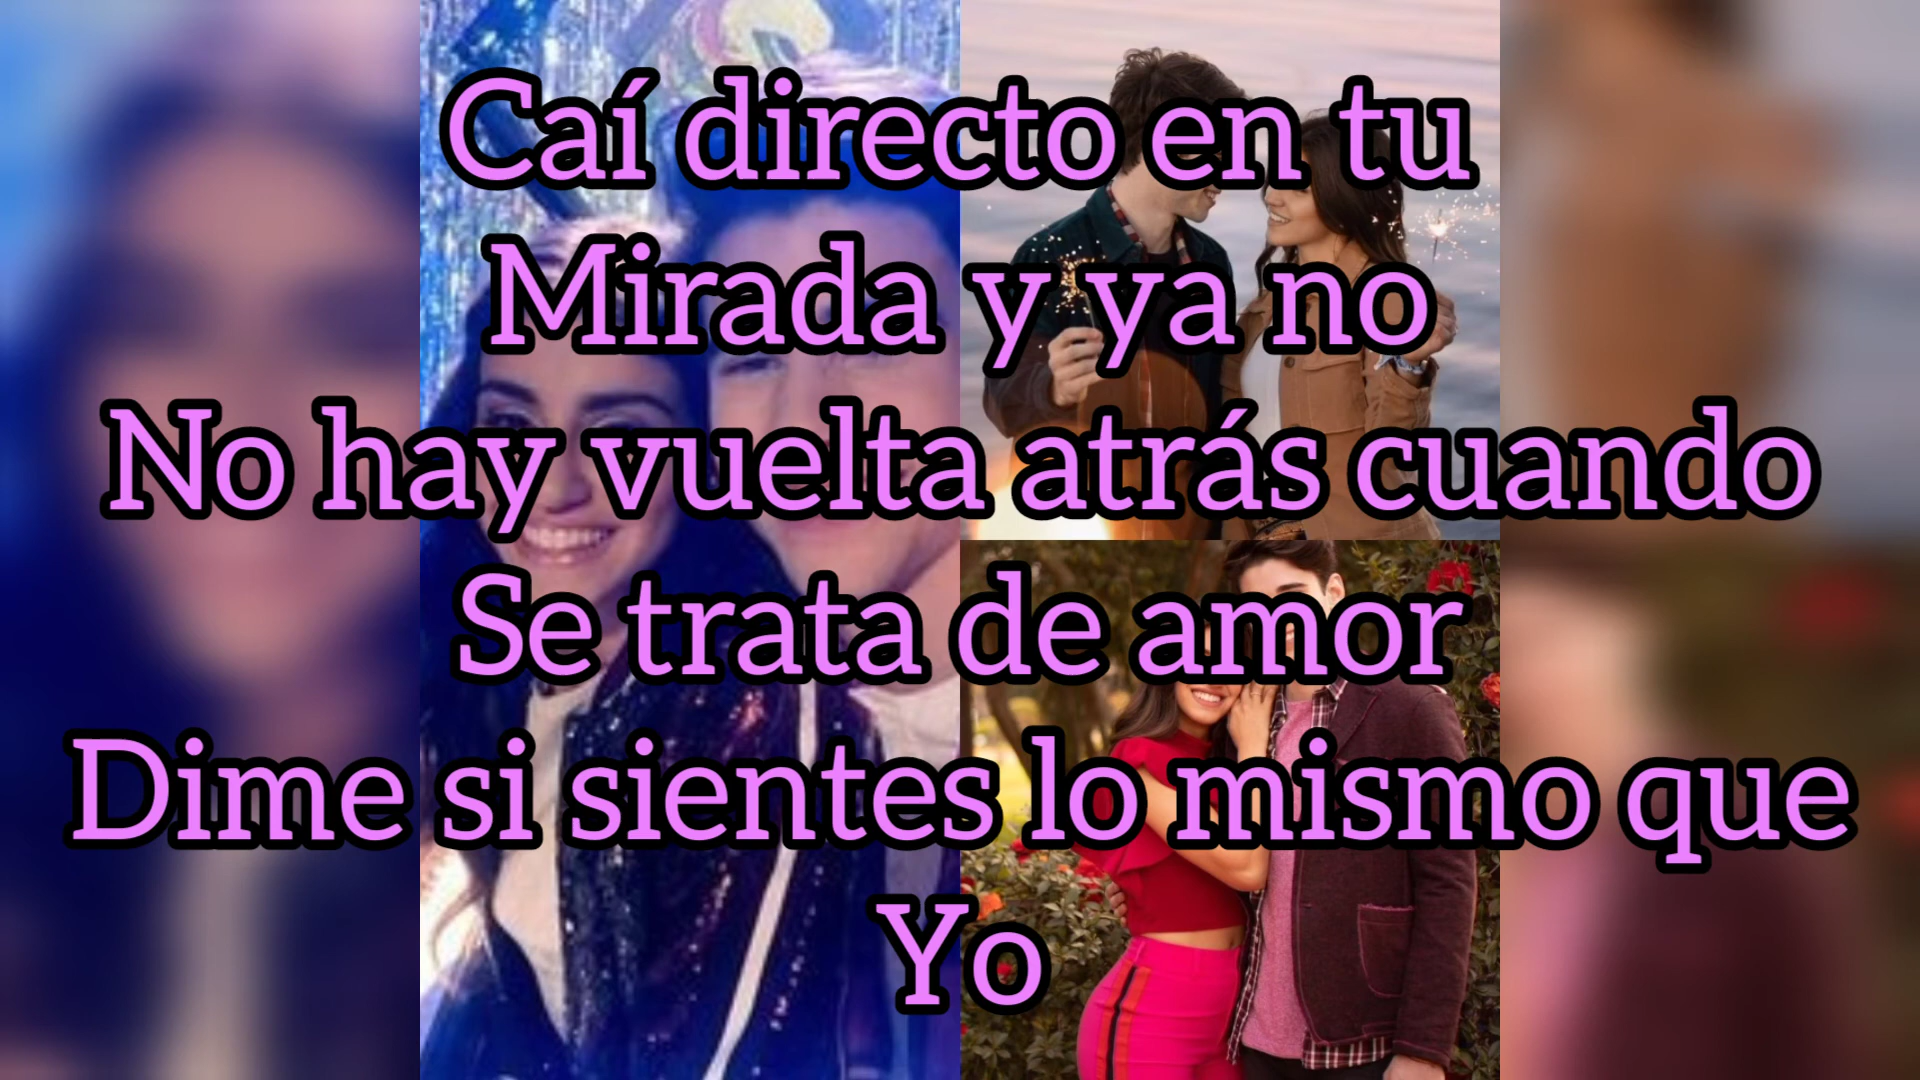 Caí directo en tu
Mirada y ya no
No hay vuelta atrás cuando
Se trata de amor
Dime si sientes lo mismo que
Yo